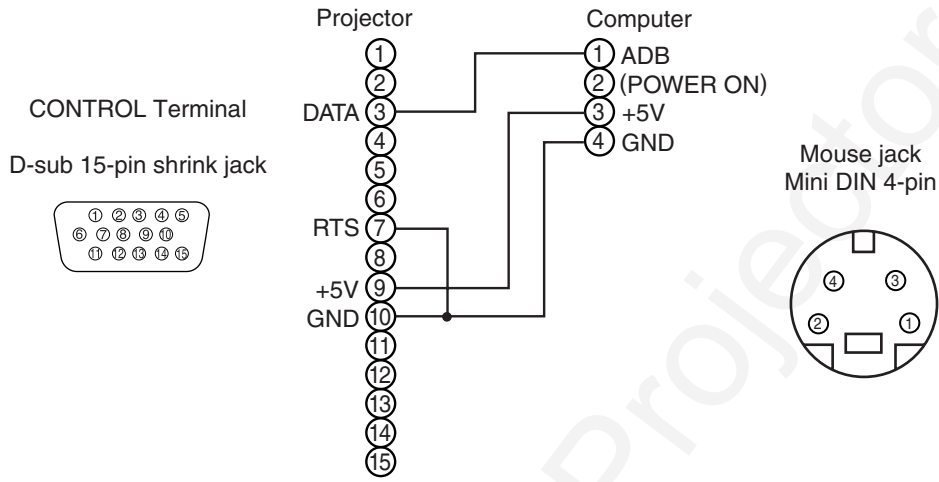 Projector
Computer
CONTROL Terminal
D-sub 15-pin shrink jack
① ② ③ ④ ⑤
⑥ ⑦ ⑧ ⑨ ⑩
⑪ ⑫ ⑬ ⑭ ⑮
①
②
DATA ③
④
⑤
⑥
RTS ⑦
⑧
+5V ⑨
GND ⑩
⑪
⑫
⑬
⑭
⑮
① ADB
② (POWER ON)
③ +5V
④ GND
Mouse jack
Mini DIN 4-pin
④ ③
② ①
Projector